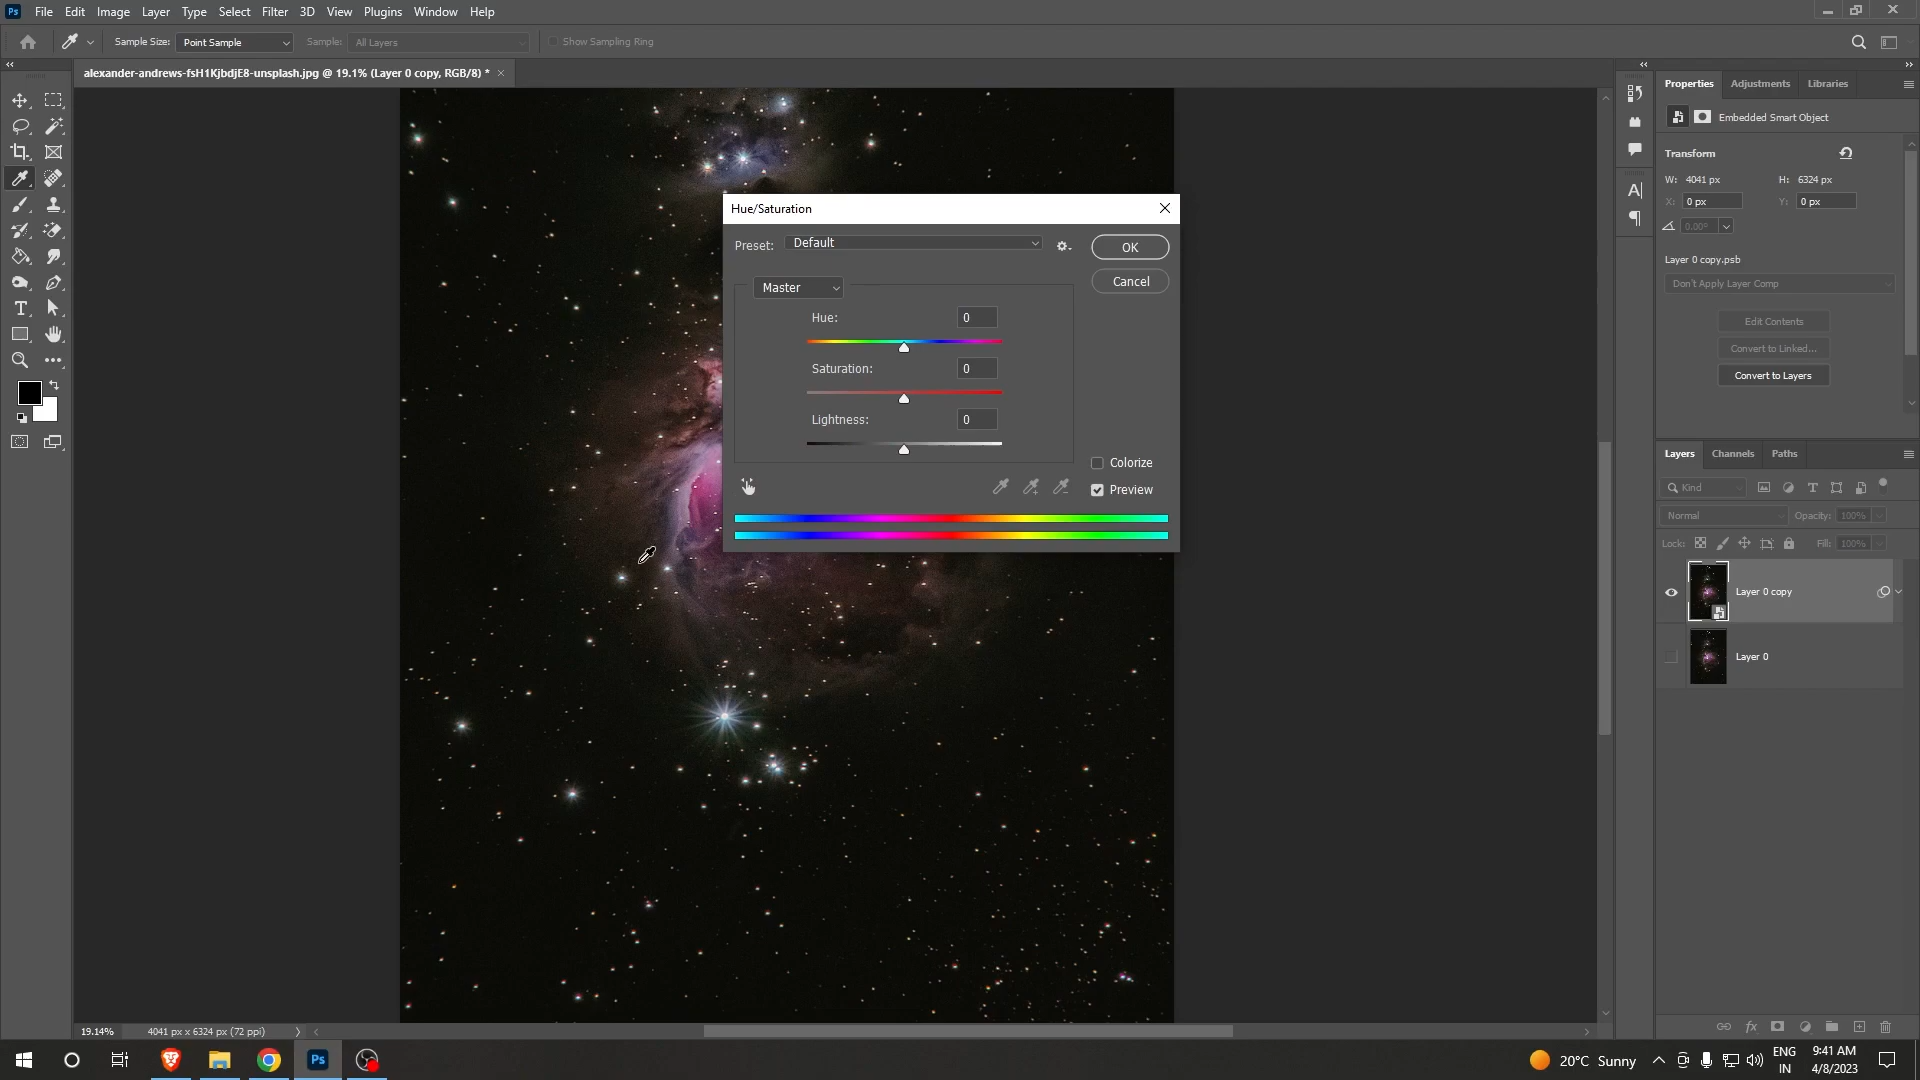 Ps File Edit Image Layer Type Select Filter 3D View Plugins Window Help
Sample Size: Point Sample Sample: All Layers Show Sampling Ring
alexander-andrews-fsH1KjbdjE8-unsplash.jpg @ 19.1% (Layer 0 copy, RGB/8) *
Properties Adjustments Libraries
Embedded Smart Object
Transform
W: 4041 px H: 6324 px
X: 0 px Y: 0 px
0.00°
Layer 0 copy.psb
Don't Apply Layer Comp
Edit Contents
Convert to Linked...
Convert to Layers
Hue/Saturation
Preset: Default
OK
Cancel
Master
Hue: 0
Saturation: 0
Lightness: 0
Colorize
Preview
Layers Channels Paths
Kind
Normal Opacity: 100%
Lock: Fill: 100%
Layer 0 copy
Layer 0
19.14% 4041 px x 6324 px (72 ppi)
Ps
20°C Sunny
ENG
IN
9:41 AM
4/8/2023